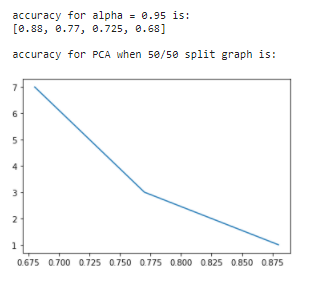 accuracy for alpha = 0.95 is:
[0.88, 0.77, 0.725, 0.68]
accuracy for PCA when 50/50 split graph is:
7
6
5
4
3
2
1
0.675 0.700 0.725 0.750 0.775 0.800 0.825 0.850 0.875